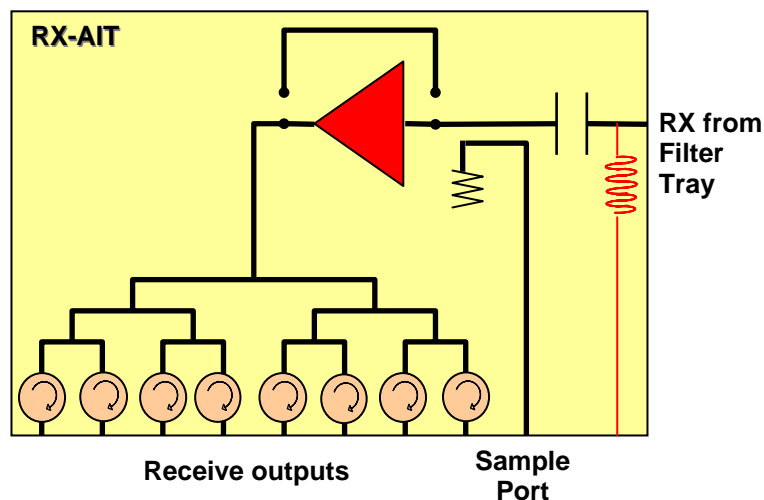 RX-AIT
RX from
Filter
Tray
Receive outputs
Sample
Port